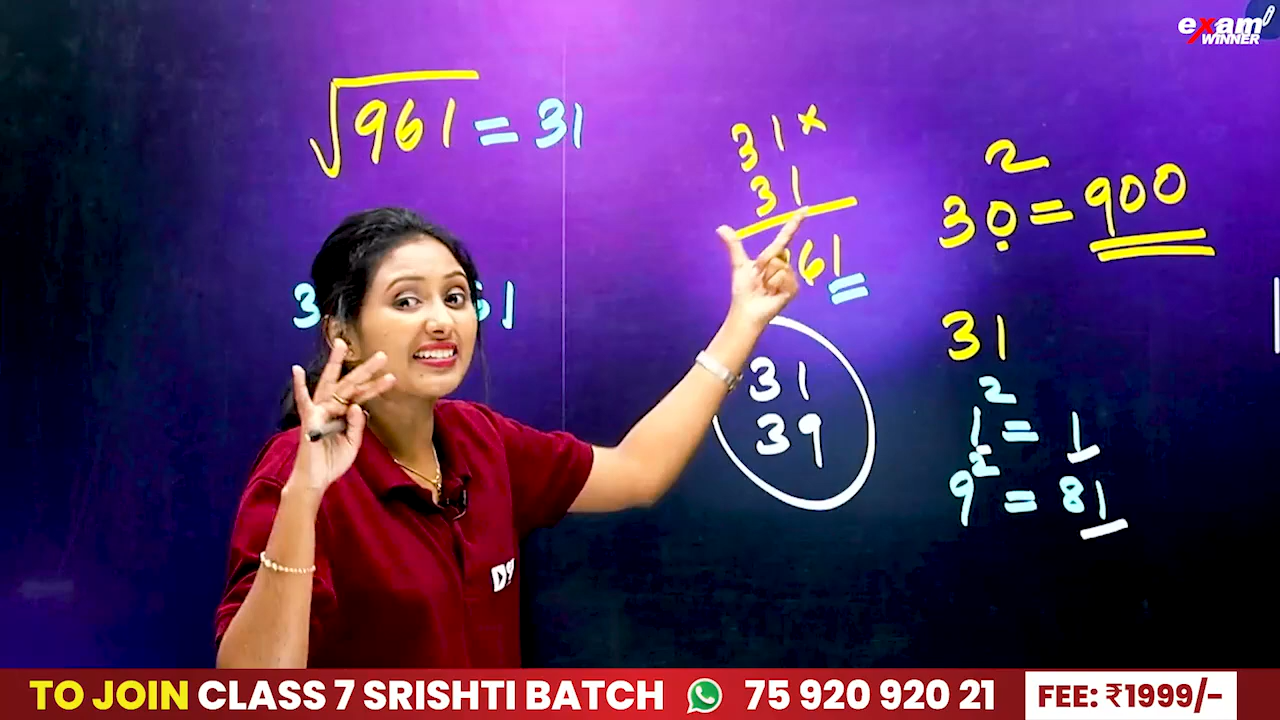 exam
WINNER
√961 = 31
31 ×
31
61
30² = 900
31
39
31
1² = 1
9² = 81
D
TO JOIN CLASS 7 SRISHTI BATCH 75 920 920 21 FEE: ₹1999/-